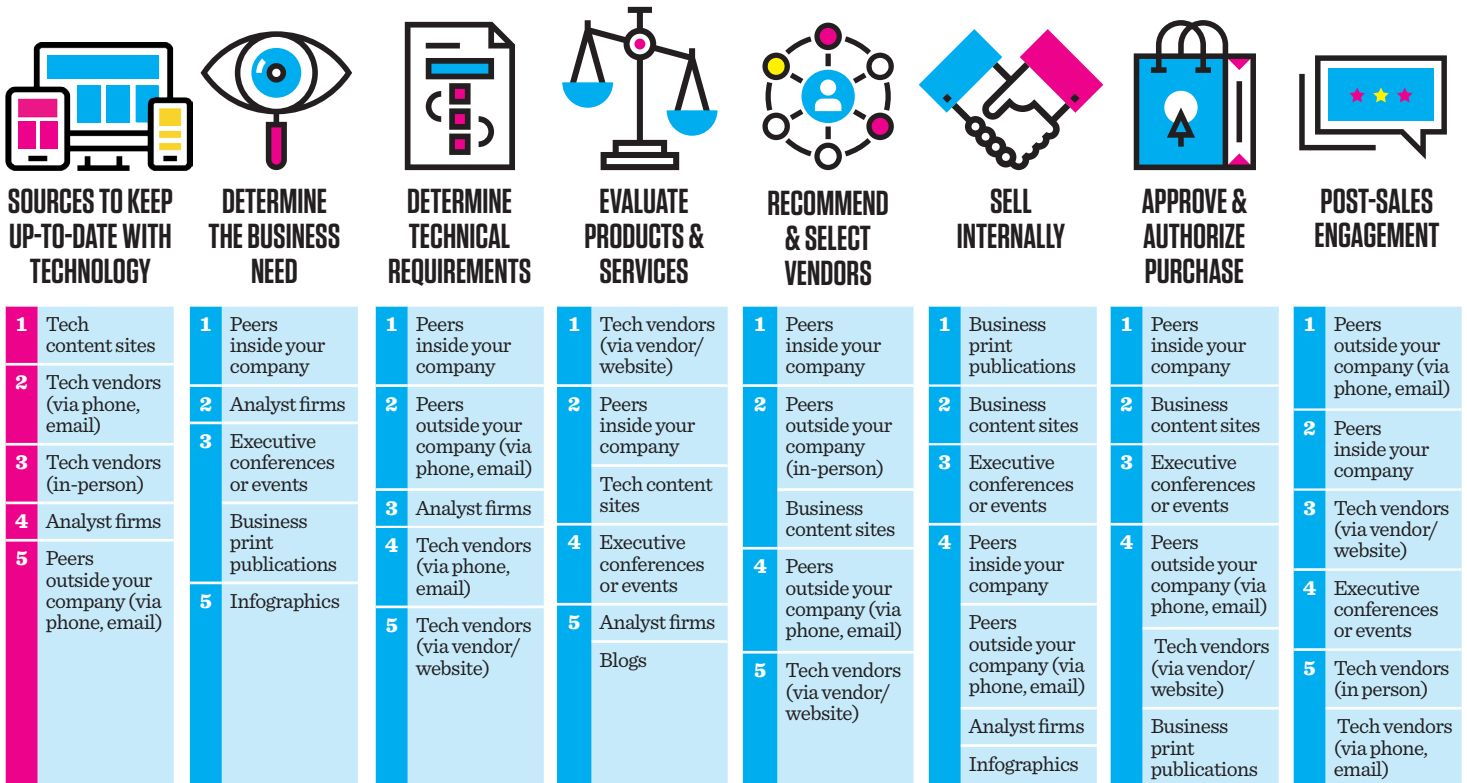 SOURCES TO KEEP
UP-TO-DATE WITH
TECHNOLOGY
1 Tech
content sites
2 Tech vendors
(via phone,
email)
3 Tech vendors
(in-person)
4 Analyst firms
5 Peers
outside your
company (via
phone, email)
DETERMINE
THE BUSINESS
NEED
1 Peers
inside your
company
2 Analyst firms
3 Executive
conferences
or events
Business
print
publications
5 Infographics
DETERMINE
TECHNICAL
REQUIREMENTS
1 Peers
inside your
company
2 Peers
outside your
company (via
phone, email)
3 Analyst firms
4 Tech vendors
(via phone,
email)
5 Tech vendors
(via vendor/
website)
EVALUATE
PRODUCTS &
SERVICES
1 Tech vendors
(via vendor/
website)
2 Peers
inside your
company
Tech content
sites
4 Executive
conferences
or events
5 Analyst firms
Blogs
RECOMMEND
& SELECT
VENDORS
1 Peers
inside your
company
2 Peers
outside your
company
(in-person)
Business
content sites
4 Peers
outside your
company (via
phone, email)
5 Tech vendors
(via vendor/
website)
SELL
INTERNALLY
1 Business
print
publications
2 Business
content sites
3 Executive
conferences
or events
4 Peers
inside your
company
Peers
outside your
company (via
phone, email)
Analyst firms
Infographics
APPROVE &
AUTHORIZE
PURCHASE
1 Peers
inside your
company
2 Business
content sites
3 Executive
conferences
or events
4 Peers
outside your
company (via
phone, email)
Tech vendors
(via vendor/
website)
Business
print
publications
POST-SALES
ENGAGEMENT
1 Peers
outside your
company (via
phone, email)
2 Peers
inside your
company
3 Tech vendors
(via vendor/
website)
4 Executive
conferences
or events
5 Tech vendors
(in person)
Tech vendors
(via phone,
email)